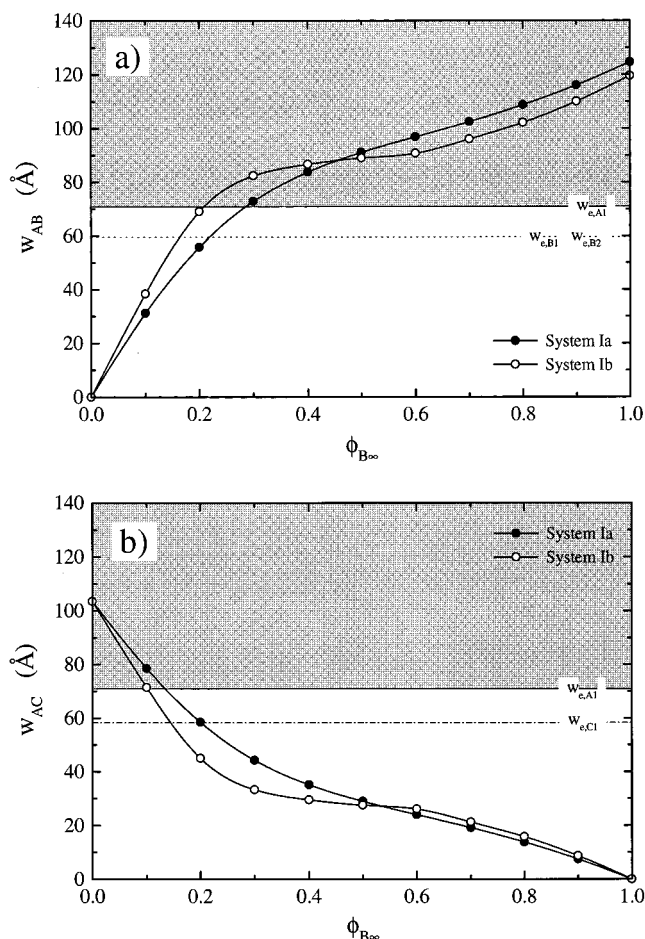 a)
140
120
100
80
60
40
20
0
w_AB (Å)
w_e,A1
w_e,B1 w_e,B2
System Ia
System Ib
0.0 0.2 0.4 0.6 0.8 1.0
ϕ_B∞
b)
140
120
100
80
60
40
20
0
w_AC (Å)
System Ia
System Ib
w_e,A1
w_e,C1
0.0 0.2 0.4 0.6 0.8 1.0
ϕ_B∞